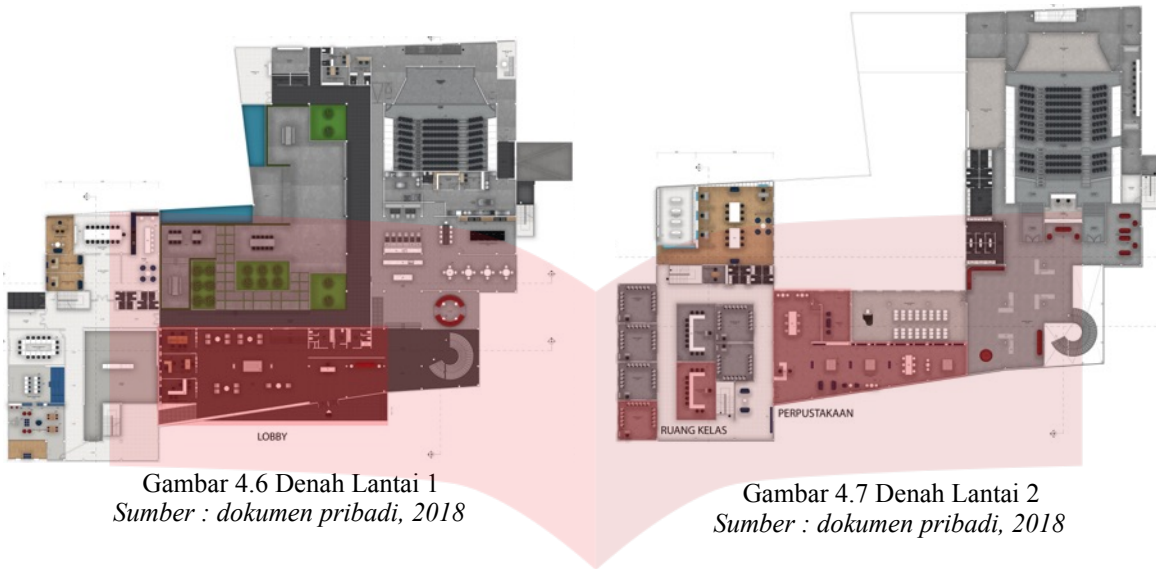 LOBBY
Gambar 4.6 Denah Lantai 1
Sumber : dokumen pribadi, 2018
RUANG KELAS
PERPUSTAKAAN
Gambar 4.7 Denah Lantai 2
Sumber : dokumen pribadi, 2018